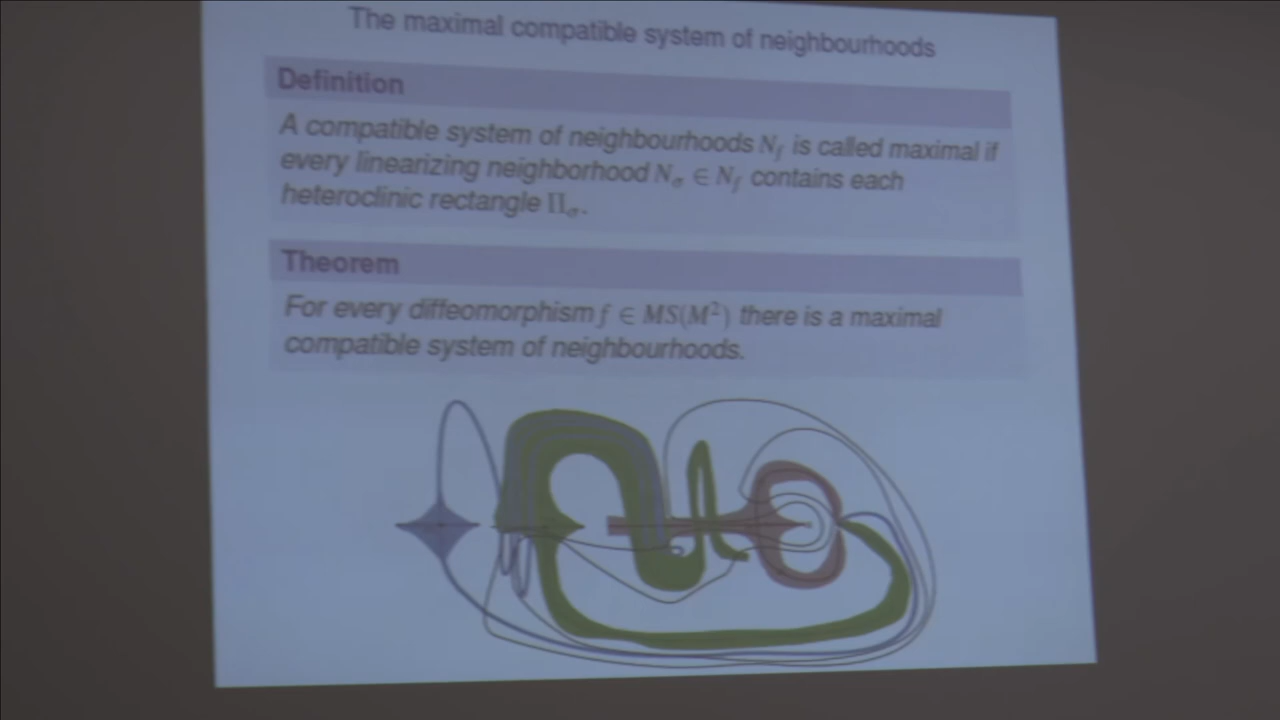 The maximal compatible system of neighbourhoods
Definition
A compatible system of neighbourhoods N_f is called maximal if
every linearizing neighborhood N_σ ∈ N_f contains each
heteroclinic rectangle Π_σ.
Theorem
For every diffeomorphism f ∈ MS(M²) there is a maximal
compatible system of neighbourhoods.